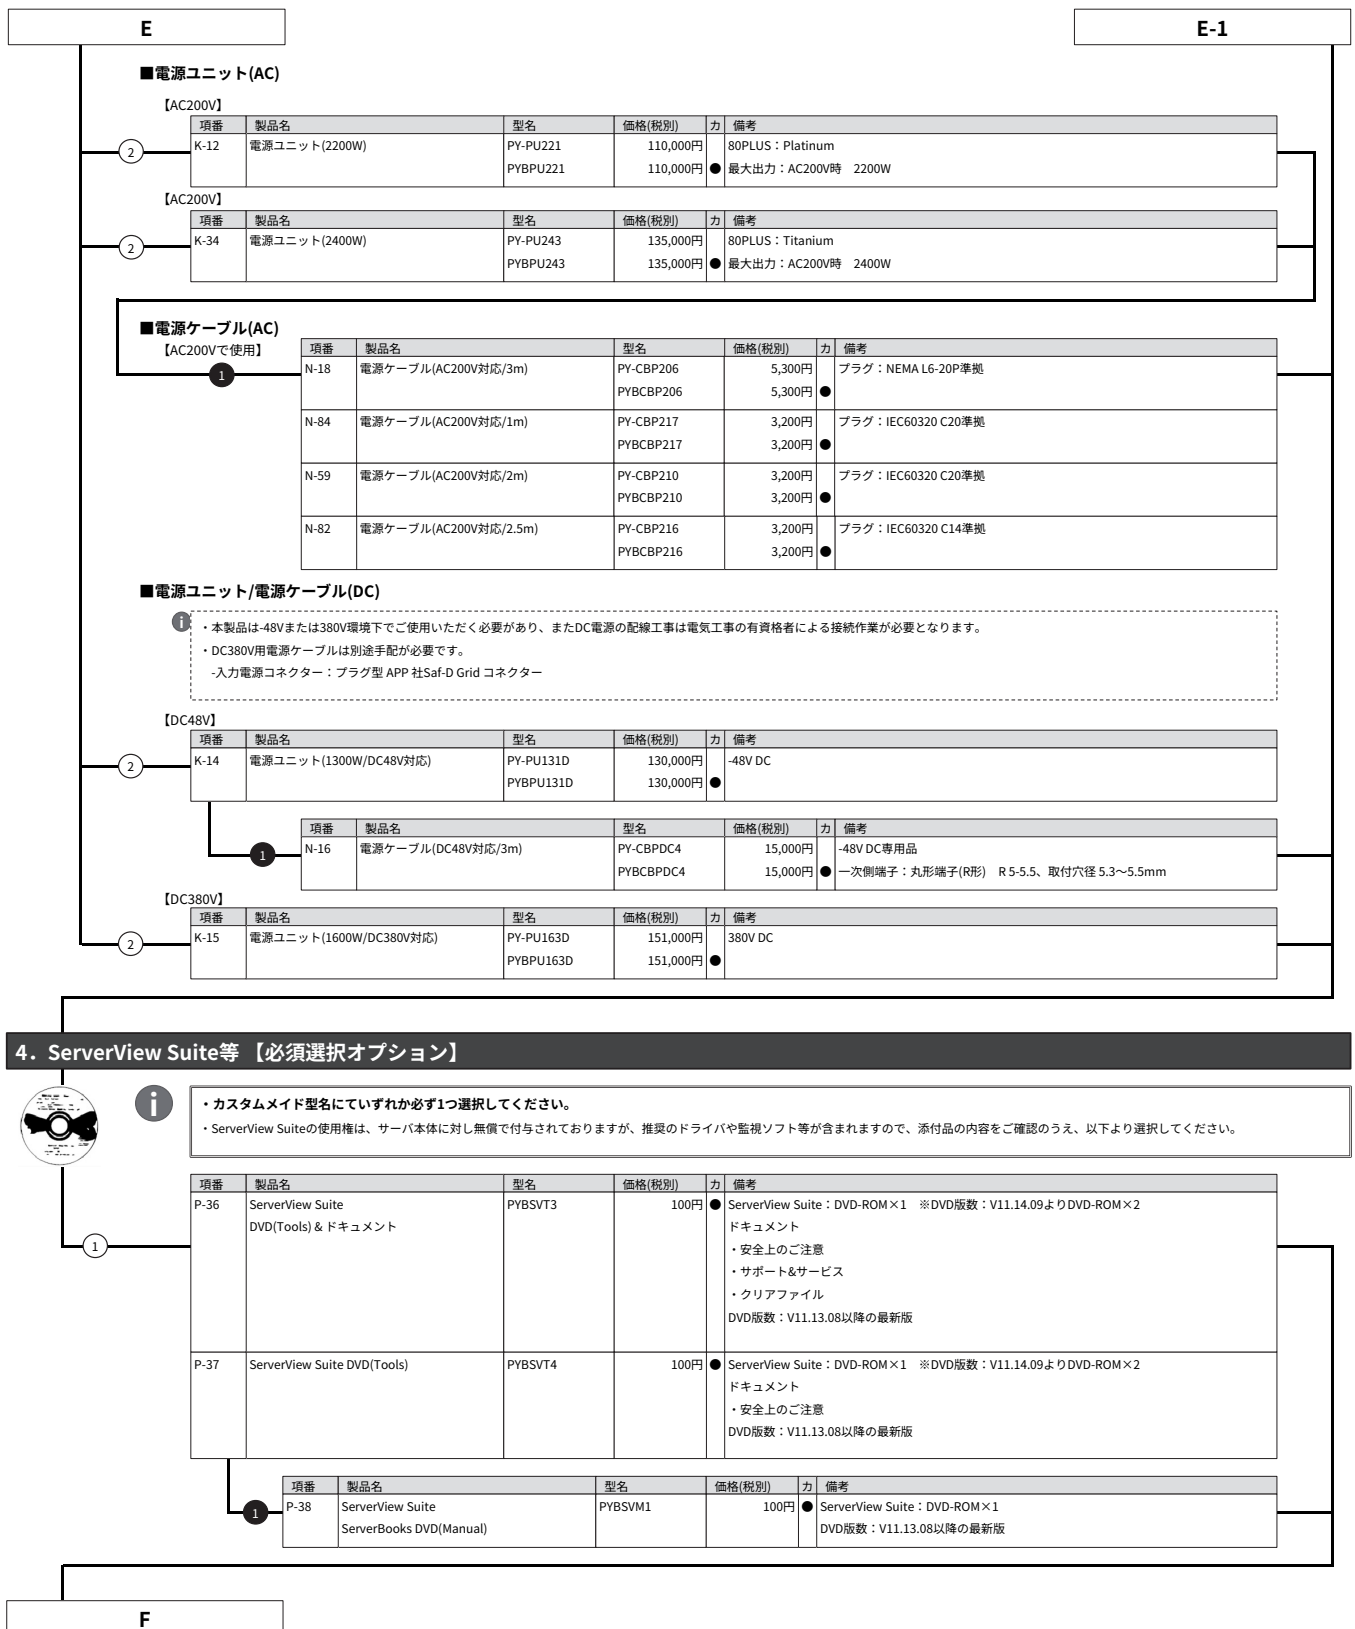 E
E-1
■電源ユニット(AC)
【AC200V】
項番 製品名 型名 価格(税別) カ 備考
② K-12 電源ユニット(2200W) PY-PU221 110,000円 80PLUS：Platinum
PYBPU221 110,000円 ● 最大出力：AC200V時　2200W
【AC200V】
項番 製品名 型名 価格(税別) カ 備考
② K-34 電源ユニット(2400W) PY-PU243 135,000円 80PLUS：Titanium
PYBPU243 135,000円 ● 最大出力：AC200V時　2400W
■電源ケーブル(AC)
【AC200Vで使用】
項番 製品名 型名 価格(税別) カ 備考
❶ N-18 電源ケーブル(AC200V対応/3m) PY-CBP206 5,300円 プラグ：NEMA L6-20P準拠
PYBCBP206 5,300円 ●
N-84 電源ケーブル(AC200V対応/1m) PY-CBP217 3,200円 プラグ：IEC60320 C20準拠
PYBCBP217 3,200円 ●
N-59 電源ケーブル(AC200V対応/2m) PY-CBP210 3,200円 プラグ：IEC60320 C20準拠
PYBCBP210 3,200円 ●
N-82 電源ケーブル(AC200V対応/2.5m) PY-CBP216 3,200円 プラグ：IEC60320 C14準拠
PYBCBP216 3,200円 ●
■電源ユニット/電源ケーブル(DC)
i
・本製品は-48Vまたは380V環境下でご使用いただく必要があり、またDC電源の配線工事は電気工事の有資格者による接続作業が必要となります。
・DC380V用電源ケーブルは別途手配が必要です。
-入力電源コネクター：プラグ型 APP 社Saf-D Grid コネクター
【DC48V】
項番 製品名 型名 価格(税別) カ 備考
② K-14 電源ユニット(1300W/DC48V対応) PY-PU131D 130,000円 -48V DC
PYBPU131D 130,000円 ●
項番 製品名 型名 価格(税別) カ 備考
❶ N-16 電源ケーブル(DC48V対応/3m) PY-CBPDC4 15,000円 -48V DC専用品
PYBCBPDC4 15,000円 ● 一次側端子：丸形端子(R形)　R 5-5.5、取付穴径 5.3～5.5mm
【DC380V】
項番 製品名 型名 価格(税別) カ 備考
② K-15 電源ユニット(1600W/DC380V対応) PY-PU163D 151,000円 380V DC
PYBPU163D 151,000円 ●
4．ServerView Suite等 【必須選択オプション】
i
・カスタムメイド型名にていずれか必ず1つ選択してください。
・ServerView Suiteの使用権は、サーバ本体に対し無償で付与されておりますが、推奨のドライバや監視ソフト等が含まれますので、添付品の内容をご確認のうえ、以下より選択してください。
項番 製品名 型名 価格(税別) カ 備考
① P-36 ServerView Suite PYBSVT3 100円 ● ServerView Suite：DVD-ROM×1　※DVD版数：V11.14.09よりDVD-ROM×2
DVD(Tools) & ドキュメント ドキュメント
・安全上のご注意
・サポート&サービス
・クリアファイル
DVD版数：V11.13.08以降の最新版
P-37 ServerView Suite DVD(Tools) PYBSVT4 100円 ● ServerView Suite：DVD-ROM×1　※DVD版数：V11.14.09よりDVD-ROM×2
ドキュメント
・安全上のご注意
DVD版数：V11.13.08以降の最新版
項番 製品名 型名 価格(税別) カ 備考
❶ P-38 ServerView Suite PYBSVM1 100円 ● ServerView Suite：DVD-ROM×1
ServerBooks DVD(Manual) DVD版数：V11.13.08以降の最新版
F